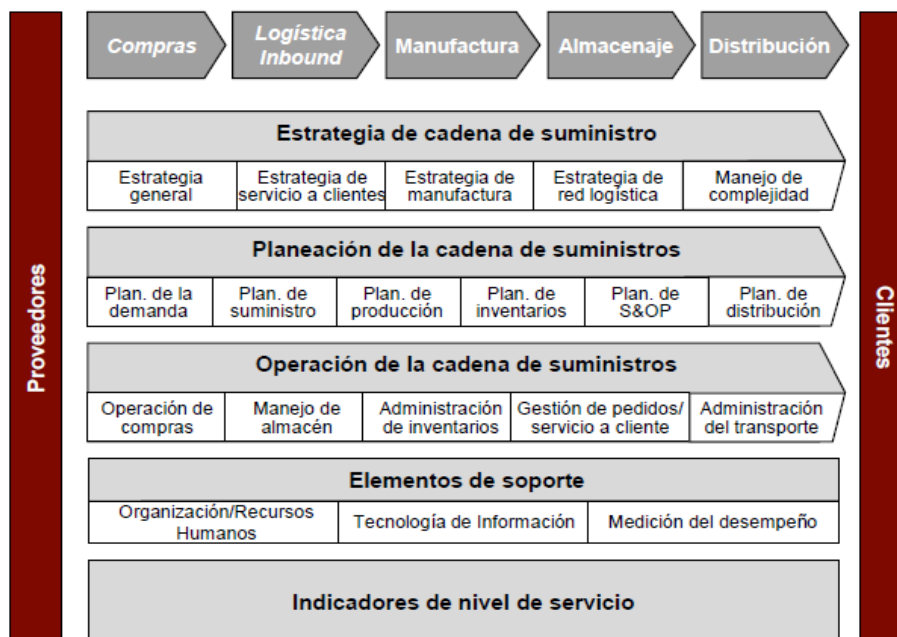 Compras
Logística
Inbound
Manufactura
Almacenaje
Distribución
Proveedores
Clientes
Estrategia de cadena de suministro
Estrategia
general
Estrategia de
servicio a clientes
Estrategia de
manufactura
Estrategia de
red logística
Manejo de
complejidad
Planeación de la cadena de suministros
Plan. de la
demanda
Plan. de
suministro
Plan. de
producción
Plan. de
inventarios
Plan. de
S&OP
Plan. de
distribución
Operación de la cadena de suministros
Operación de
compras
Manejo de
almacén
Administración
de inventarios
Gestión de pedidos/
servicio a cliente
Administración
del transporte
Elementos de soporte
Organización/Recursos
Humanos
Tecnología de Información
Medición del desempeño
Indicadores de nivel de servicio